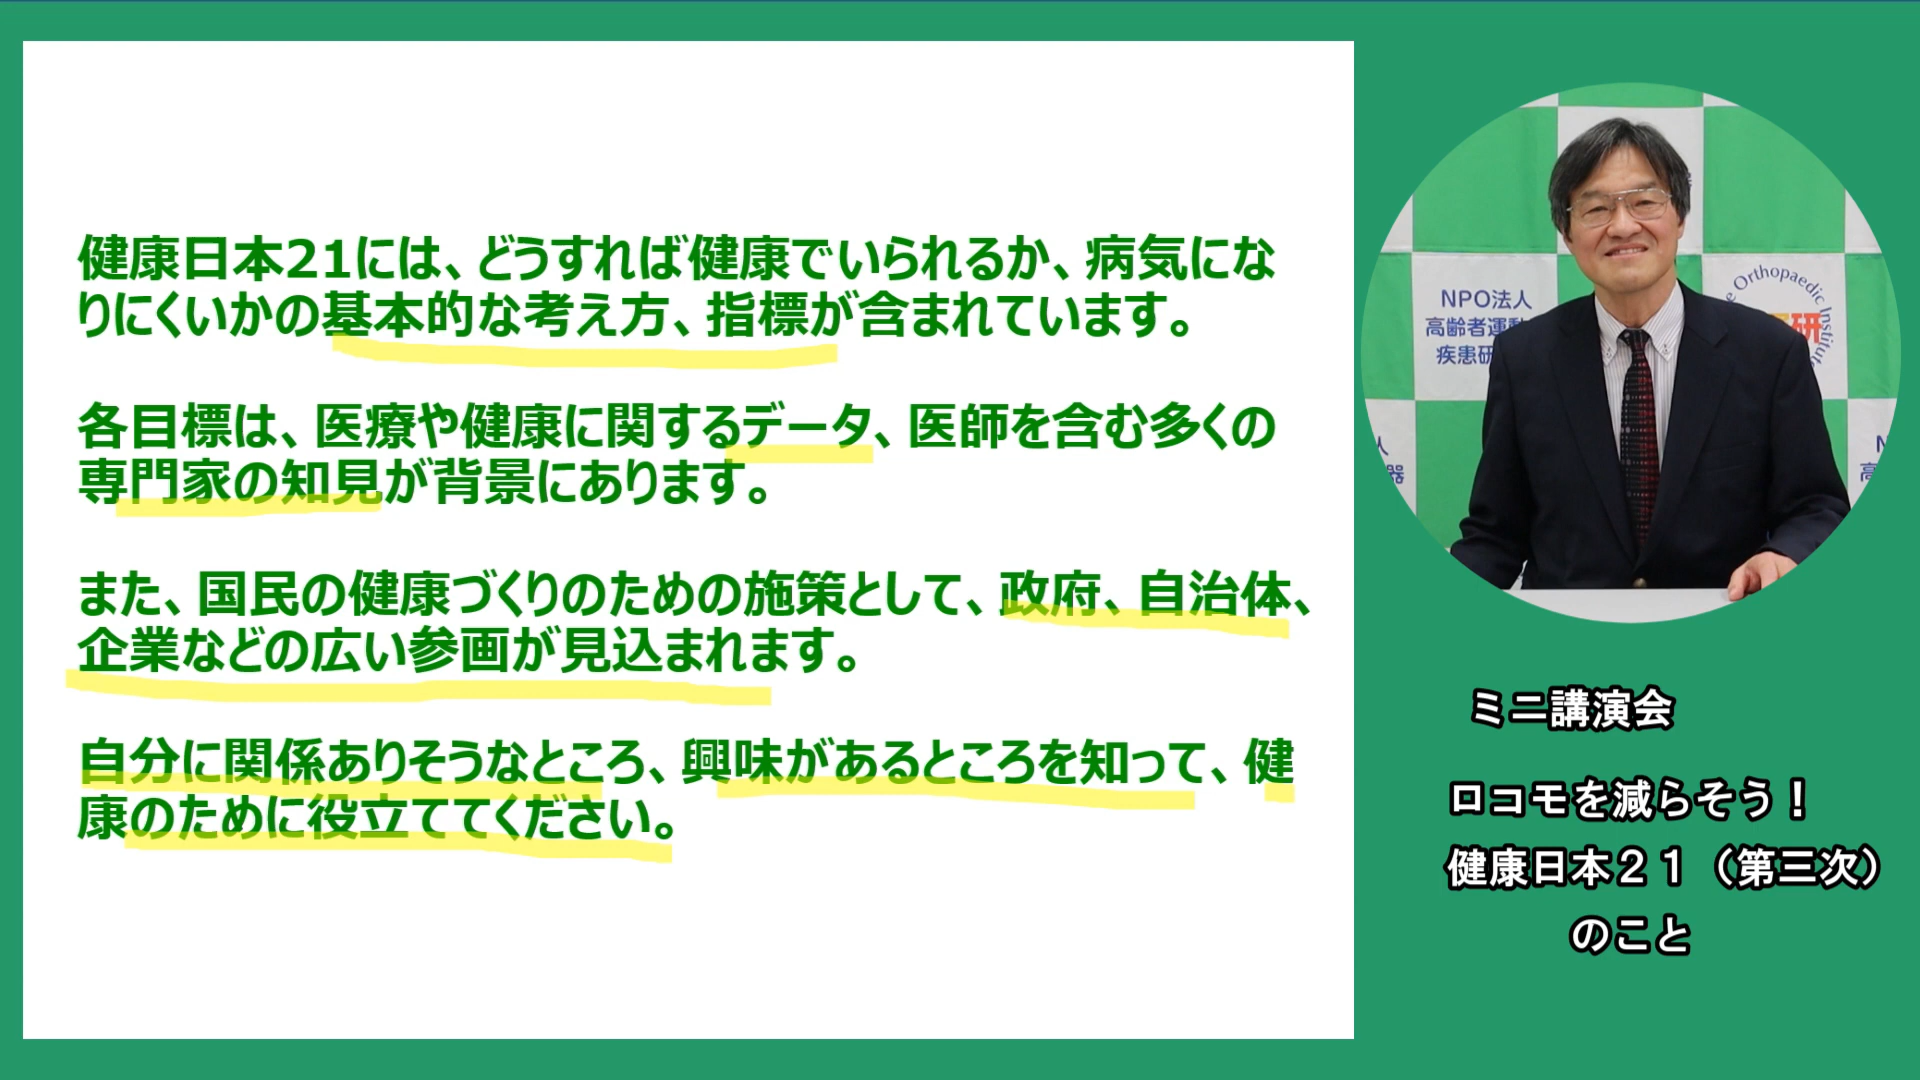 健康日本21には、どうすれば健康でいられるか、病気にな
りにくいかの基本的な考え方、指標が含まれています。
各目標は、医療や健康に関するデータ、医師を含む多くの
専門家の知見が背景にあります。
また、国民の健康づくりのための施策として、政府、自治体、
企業などの広い参画が見込まれます。
自分に関係ありそうなところ、興味があるところを知って、健
康のために役立ててください。
NPO法人
高齢者運動
疾患研
Orthopaedic Institute
研
人
器
N
高
ミニ講演会
ロコモを減らそう！
健康日本２１（第三次）
のこと